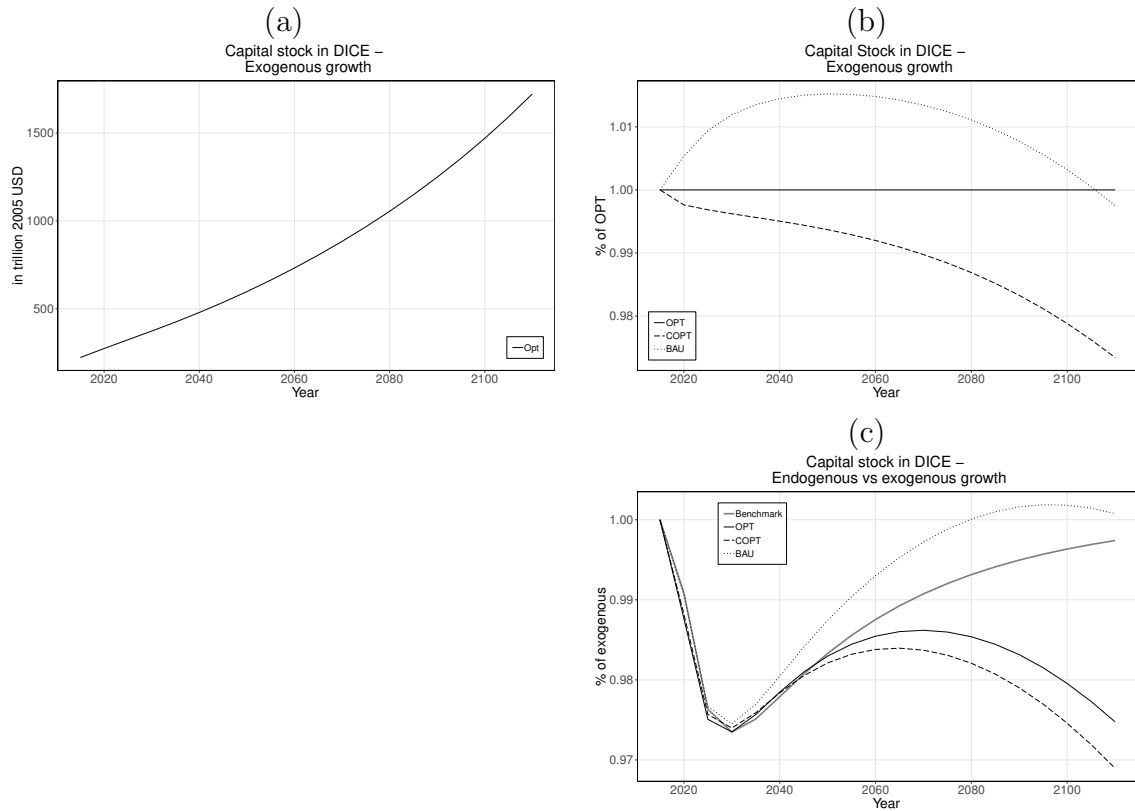 (a)
Capital stock in DICE –
Exogenous growth
in trillion 2005 USD
1500
1000
500
Opt
2020 2040 2060 2080 2100
Year
(b)
Capital Stock in DICE –
Exogenous growth
% of OPT
1.01
1.00
0.99
0.98
OPT
COPT
BAU
2020 2040 2060 2080 2100
Year
(c)
Capital stock in DICE –
Endogenous vs exogenous growth
% of exogenous
1.00
0.99
0.98
0.97
Benchmark
OPT
COPT
BAU
2020 2040 2060 2080 2100
Year